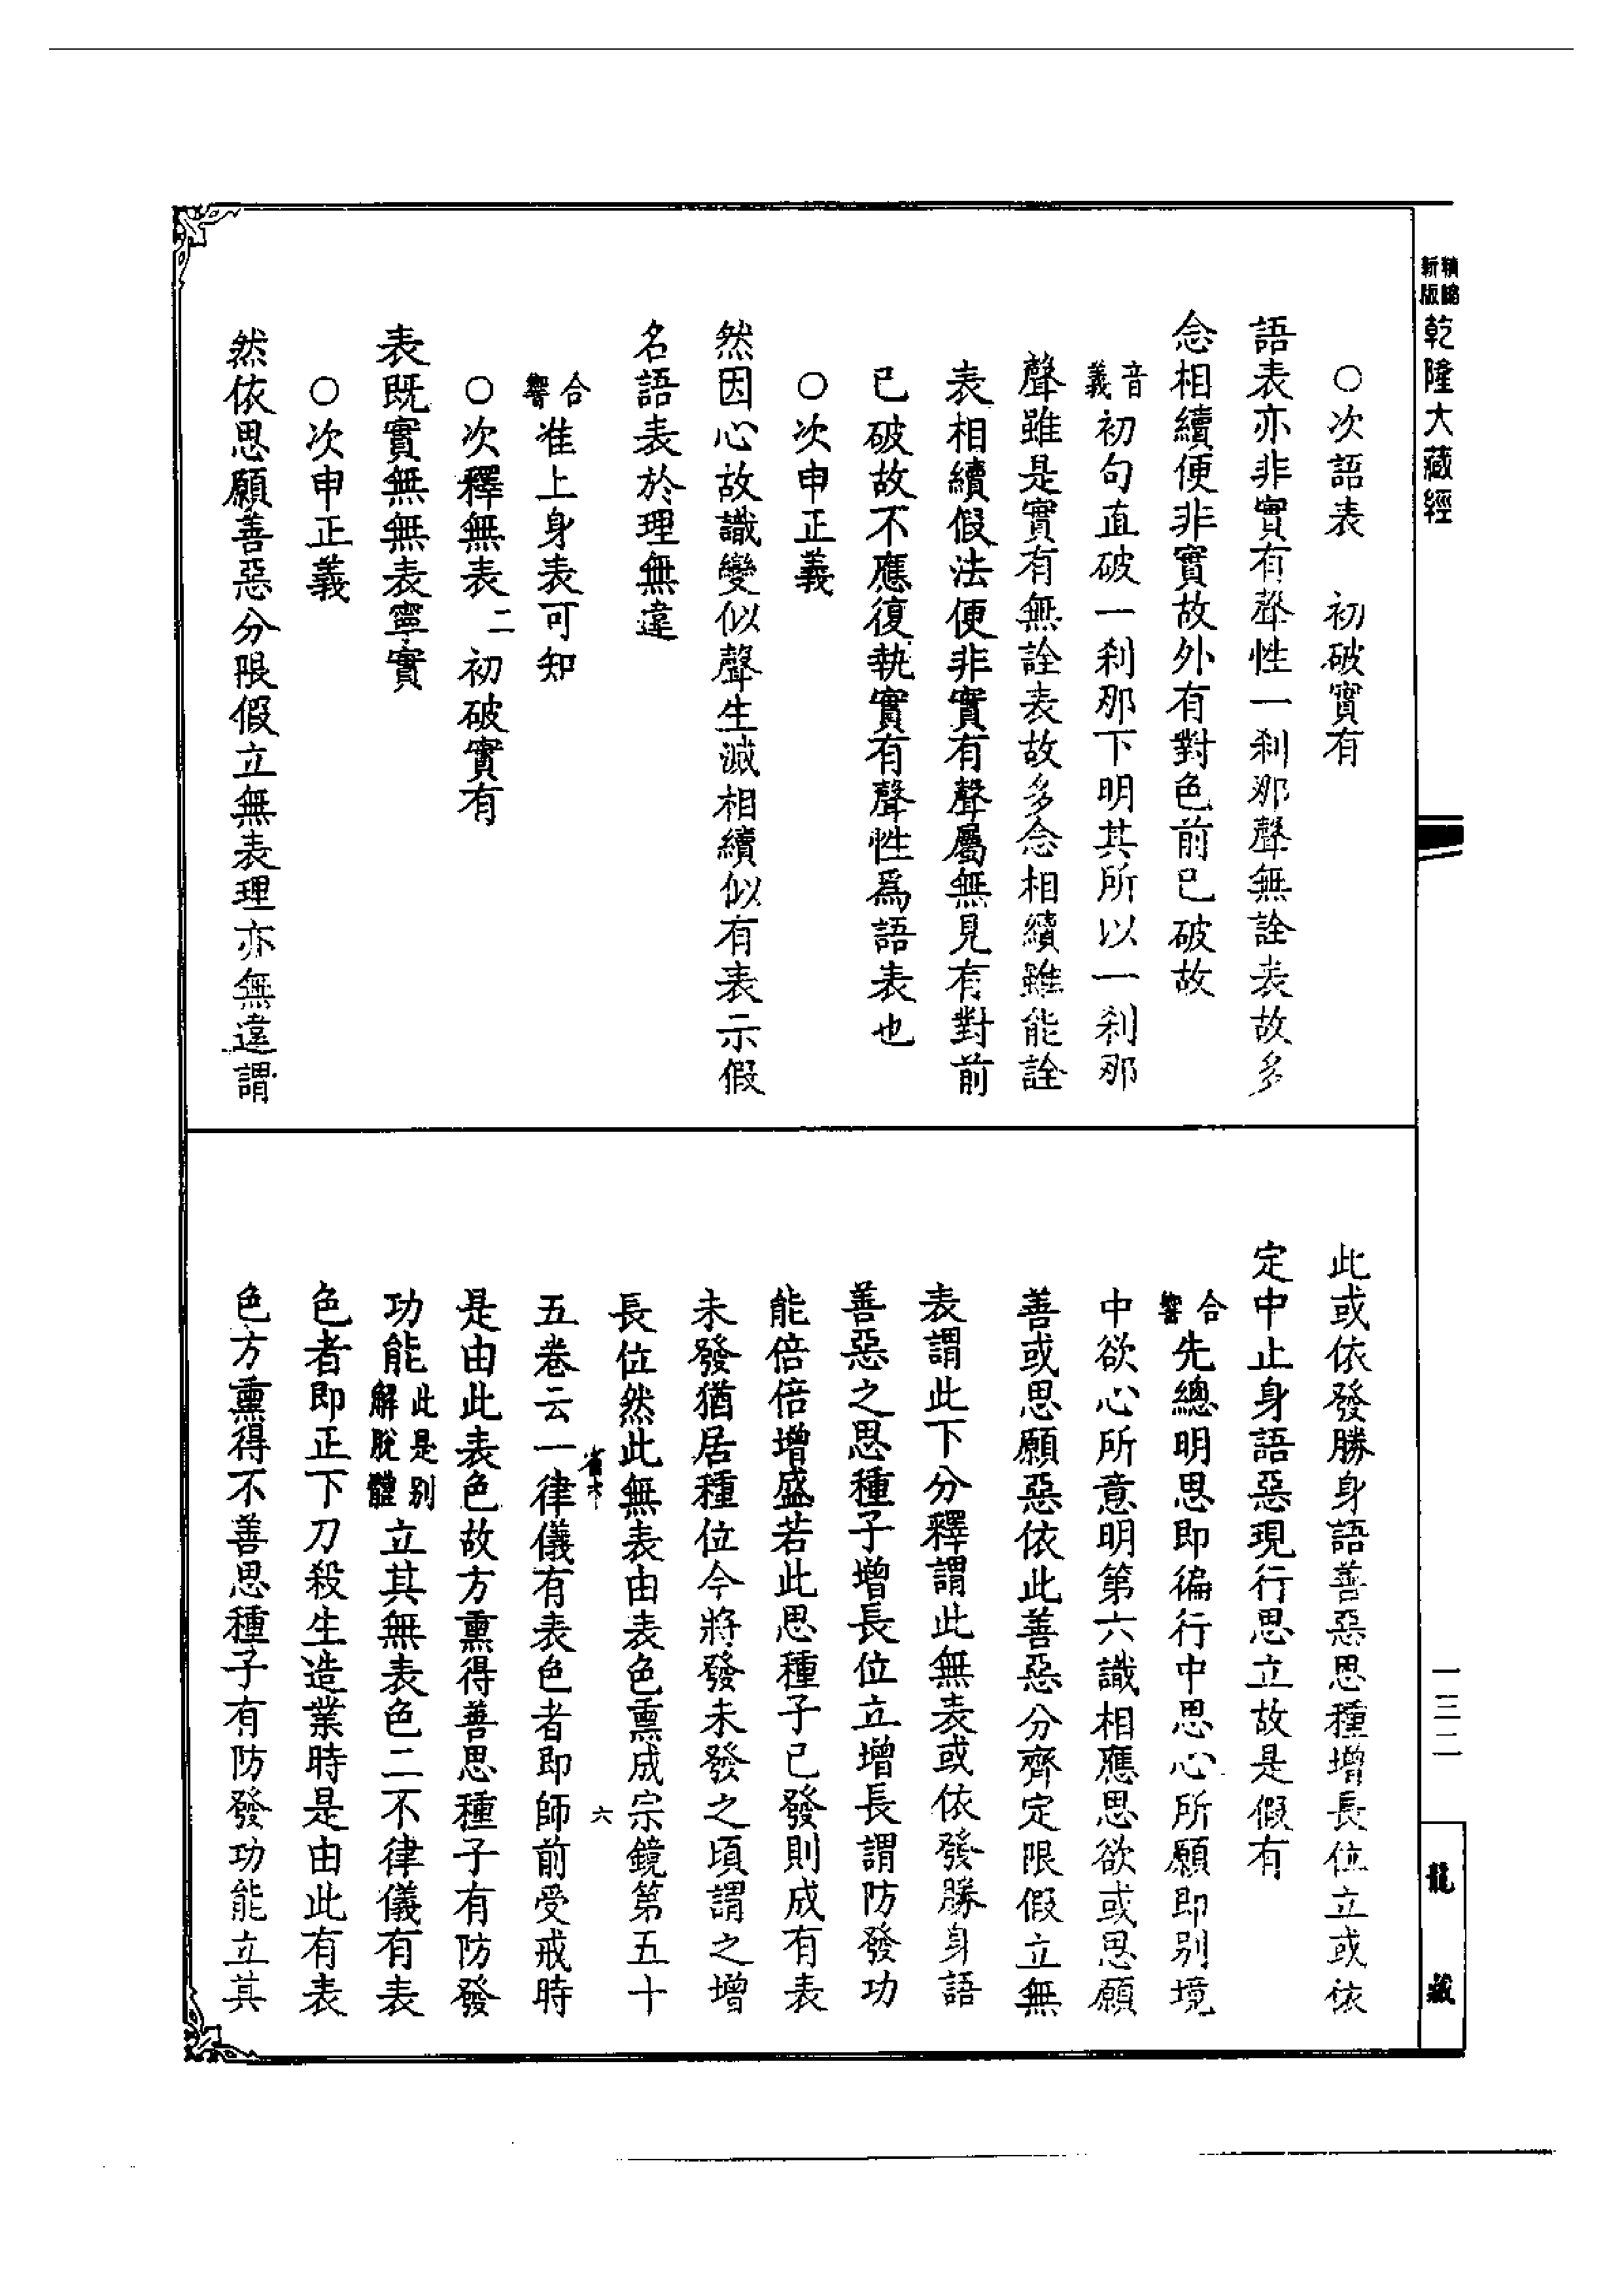 新版精縮乾隆大藏經
○次語表　初破實有
語表亦非實有聲性一剎那聲無詮表故多
念相續便非實故外有對色前已破故
音義初句直破一剎那下明其所以一剎那
聲雖是實有無詮表故多念相續雖能詮
表相續假法便非實有聲屬無見有對前
已破故不應復執實有聲性爲語表也
○次申正義
然因心故識變似聲生滅相續似有表示假
名語表於理無違
合響准上身表可知
○次釋無表二　初破實有
表既實無無表寧實
○次申正義
然依思願善惡分限假立無表理亦無違謂
此或依發勝身語善惡思種增長位立或依
定中止身語惡現行思立故是假有
合響先總明思即徧行中思心所願即別境
中欲心所意明第六識相應思欲或思願
善或思願惡依此善惡分齊定限假立無
表謂此下分釋謂此無表或依發勝身語
善惡之思種子增長位立增長謂防發功
能倍倍增盛若此思種子已發則成有表
未發猶居種位今將發未發之頃謂之增
長位然此無表由表色熏成宗鏡第五十
五卷云一律儀有表色者即師前受戒時
是由此表色故方熏得善思種子有防發
功能此是別解脫體立其無表色二不律儀有表
色者即正下刀殺生造業時是由此有表
色方熏得不善思種子有防發功能立其
六
一三二
龍藏